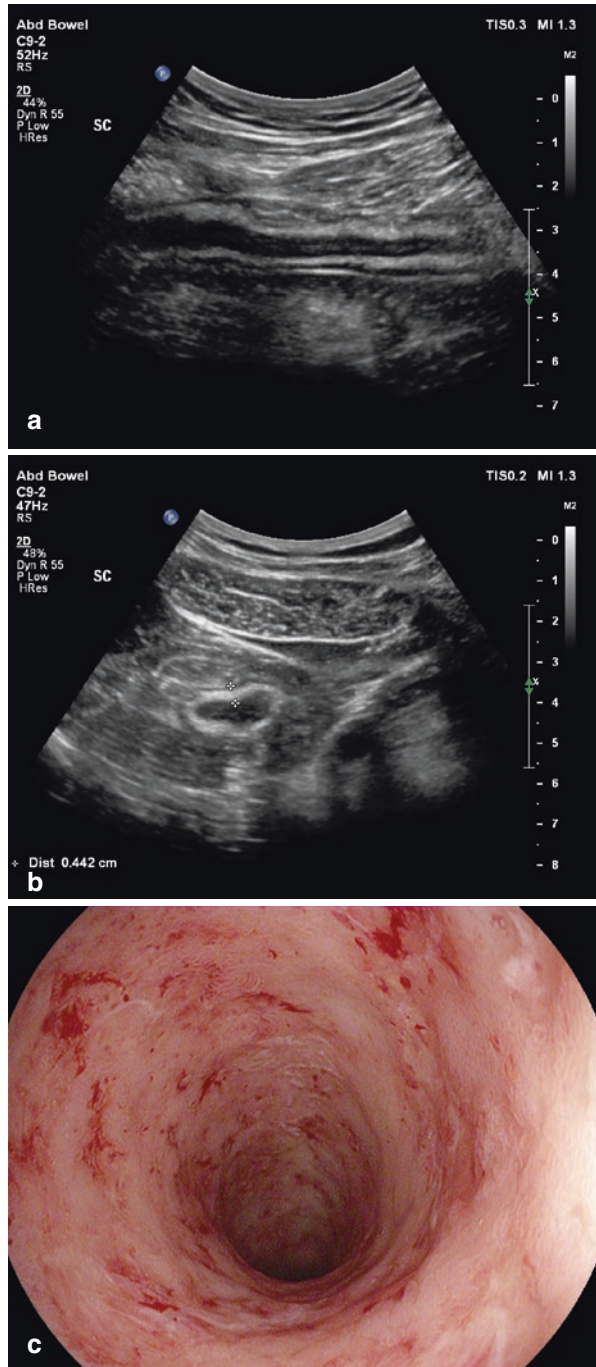 Abd Bowel
TIS0.3 MI 1.3
C9-2
52Hz
RS
M2
2D
44%
Dyn R 55
P Low
HRes
SC
0
1
2
3
4
x
5
6
7
a
Abd Bowel
TIS0.2 MI 1.3
C9-2
47Hz
RS
M2
2D
48%
Dyn R 55
P Low
HRes
SC
0
1
2
3
x
4
5
6
7
8
Dist 0.442 cm
b
c